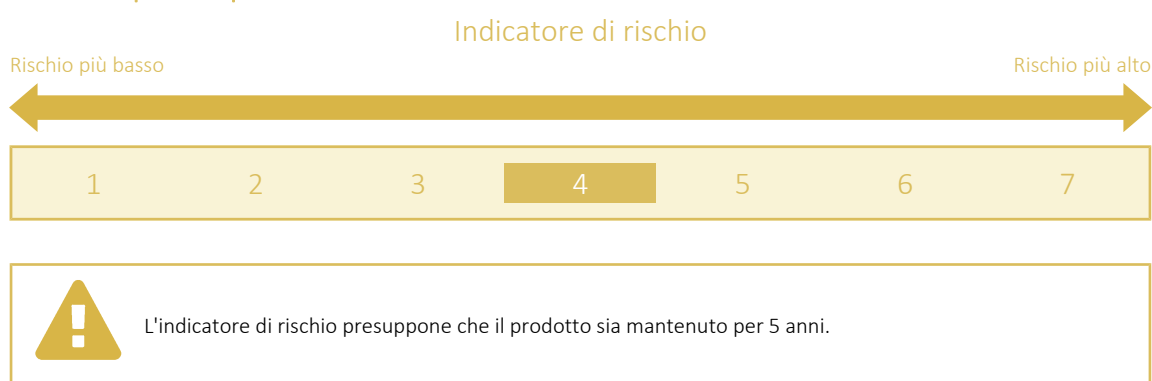 Indicatore di rischio
Rischio più basso
Rischio più alto
1 2 3 4 5 6 7
L'indicatore di rischio presuppone che il prodotto sia mantenuto per 5 anni.